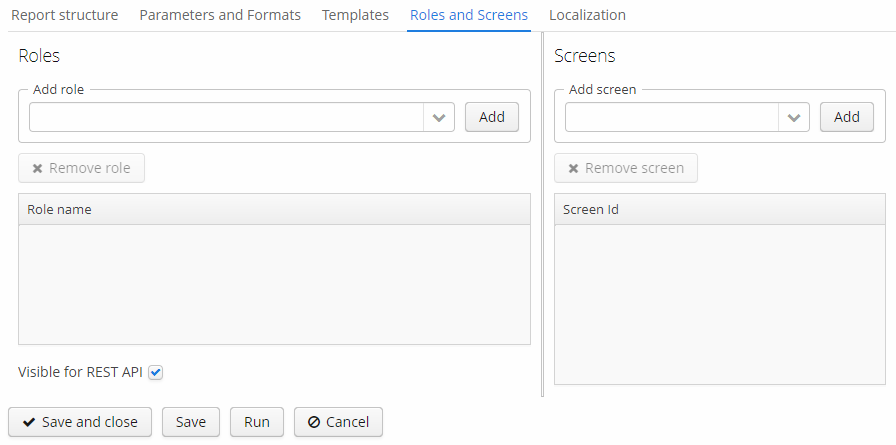 Report structure Parameters and Formats Templates Roles and Screens Localization
Roles
Add role
Add
Remove role
Role name
Visible for REST API
Screens
Add screen
Add
Remove screen
Screen Id
Save and close Save Run Cancel